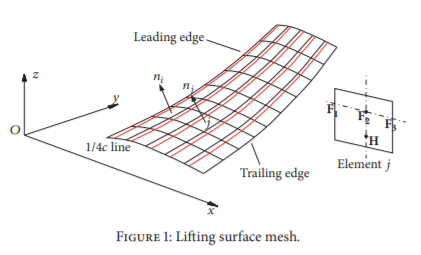 Leading edge
z
n_i
n_j
y
F_1
F_2
F_3
O
j
H
1/4c line
Element j
Trailing edge
x
FIGURE 1: Lifting surface mesh.